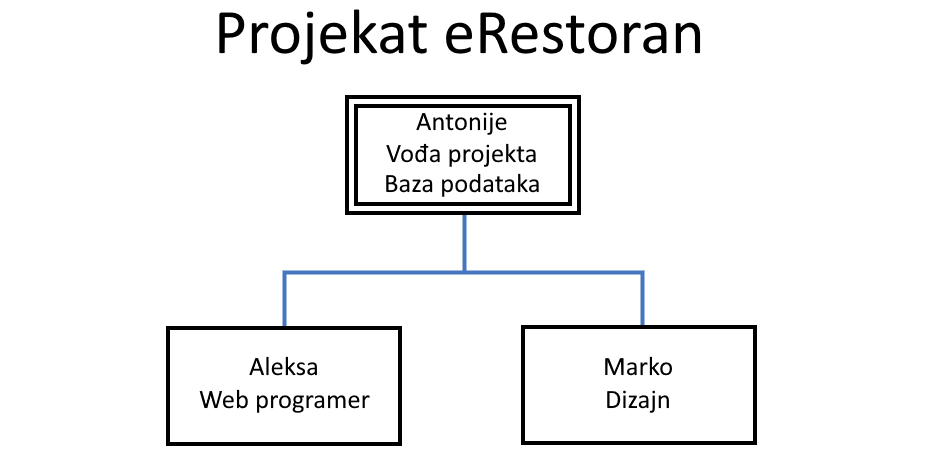 Projekat eRestoran
Antonije
Vođa projekta
Baza podataka
Aleksa
Web programer
Marko
Dizajn